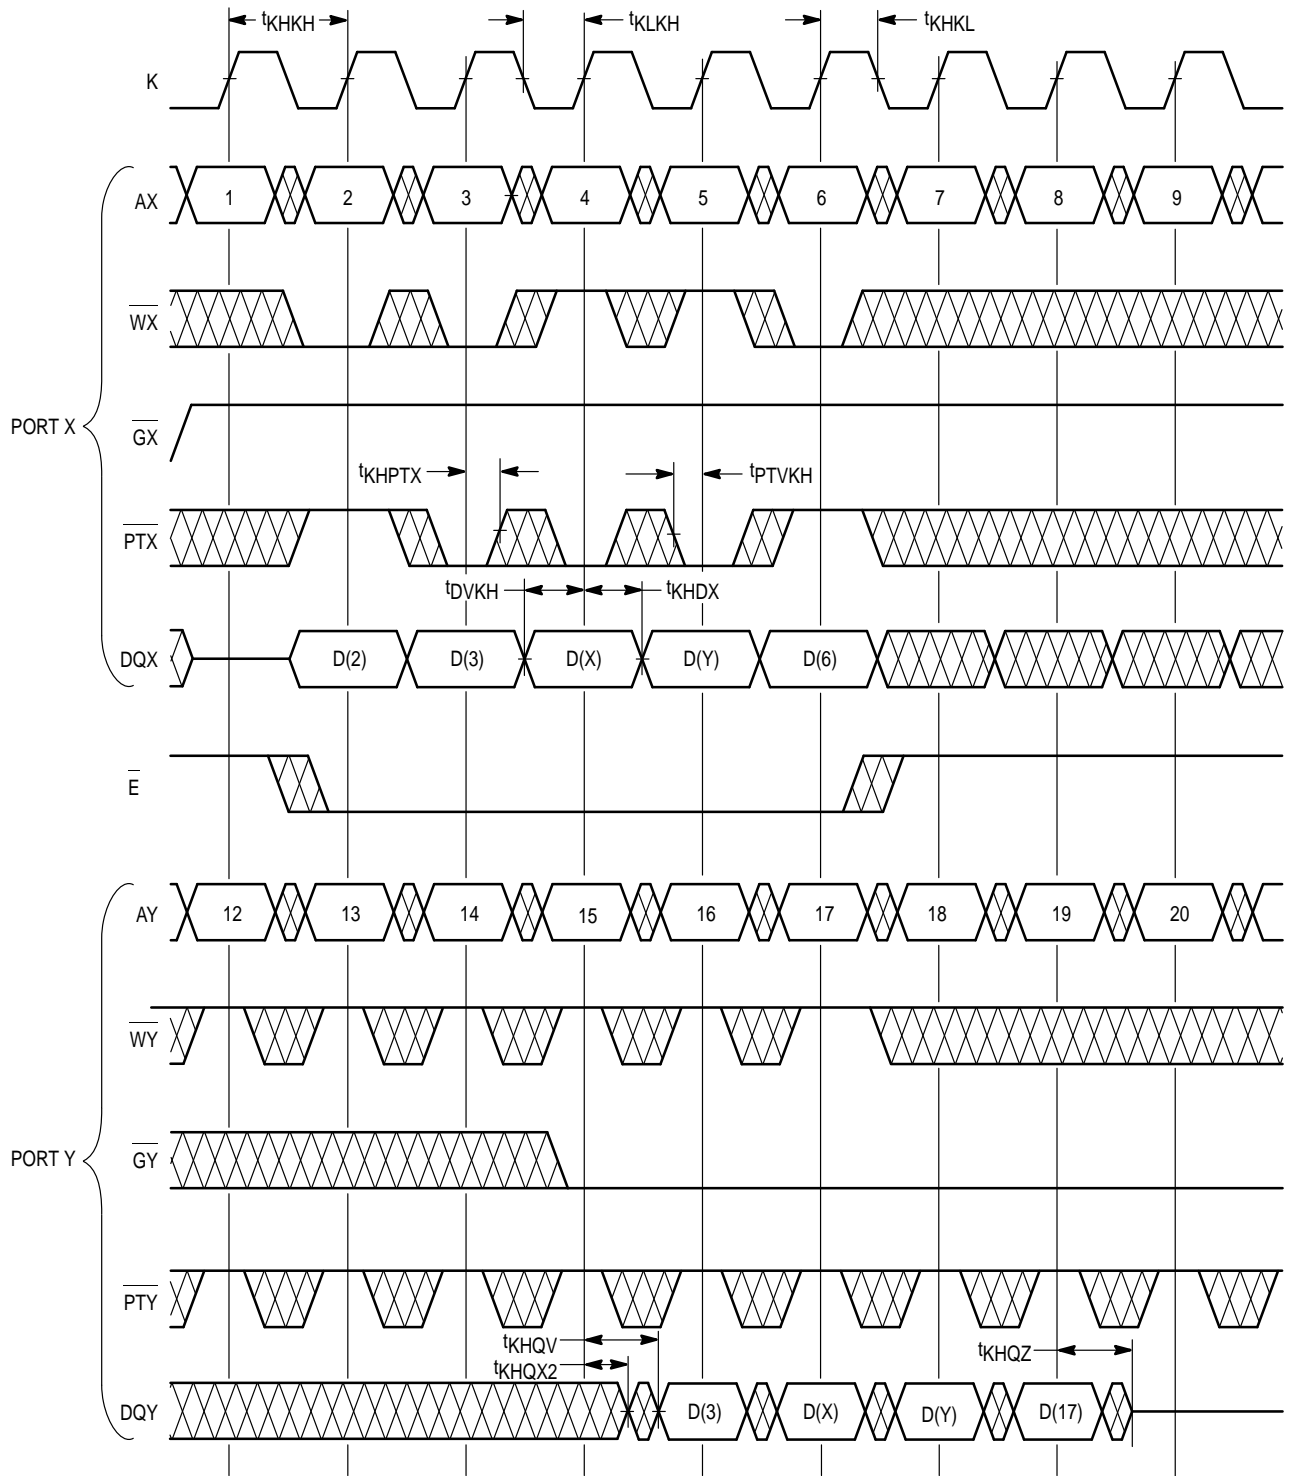 tKHKH tKLKH tKHKL
K
AX 1 2 3 4 5 6 7 8 9
WX
PORT X
GX
tKHPTX tPTVKH
PTX
tDVKH tKHDX
DQX D(2) D(3) D(X) D(Y) D(6)
E
AY 12 13 14 15 16 17 18 19 20
WY
PORT Y
GY
PTY
tKHQV
tKHQX2
tKHQZ
DQY D(3) D(X) D(Y) D(17)